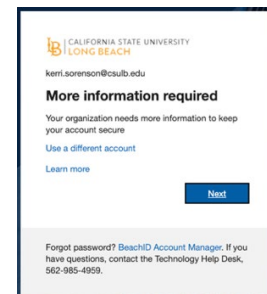 CALIFORNIA STATE UNIVERSITY
LONG BEACH
kerri.sorenson@csulb.edu
More information required
Your organization needs more information to keep
your account secure
Use a different account
Learn more
Next
Forgot password? BeachID Account Manager. If you
have questions, contact the Technology Help Desk,
562-985-4959.